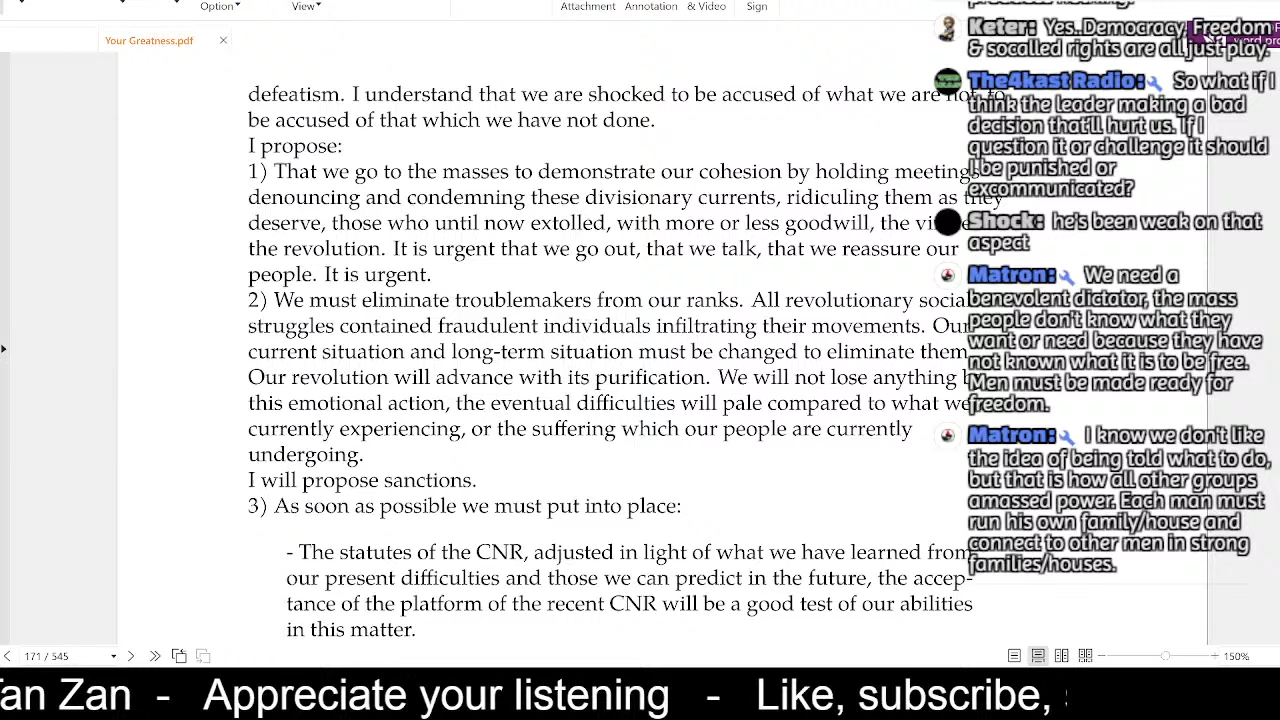 Option
View
Attachment Annotation & Video Sign
Your Greatness.pdf
defeatism. I understand that we are shocked to be accused of what we are not, to
be accused of that which we have not done.
I propose:
1) That we go to the masses to demonstrate our cohesion by holding meetings
denouncing and condemning these divisionary currents, ridiculing them as they
deserve, those who until now extolled, with more or less goodwill, the
the revolution. It is urgent that we go out, that we talk, that we reassure our
people. It is urgent.
2) We must eliminate troublemakers from our ranks. All revolutionary social
struggles contained fraudulent individuals infiltrating their movements. Our
current situation and long-term situation must be changed to eliminate them.
Our revolution will advance with its purification. We will not lose anything
this emotional action, the eventual difficulties will pale compared to what we
currently experiencing, or the suffering which our people are currently
undergoing.
I will propose sanctions.
3) As soon as possible we must put into place:
- The statutes of the CNR, adjusted in light of what we have learned from
our present difficulties and those we can predict in the future, the accep-
tance of the platform of the recent CNR will be a good test of our abilities
in this matter.
Keter: Yes..Democracy, Freedom
& socalled rights are all just play.
The4kast Radio: So what if I
think the leader making a bad
decision that'll hurt us. If I
question it or challenge it should
I be punished or
excommunicated?
Shock: he's been weak on that
aspect
Matron: We need a
benevolent dictator, the mass
people don't know what they
want or need because they have
not known what it is to be free.
Men must be made ready for
freedom.
Matron: I know we don't like
the idea of being told what to do,
but that is how all other groups
amassed power. Each man must
run his own family/house and
connect to other men in strong
families/houses.
171 / 545
150%
Tan Zan - Appreciate your listening - Like, subscribe,